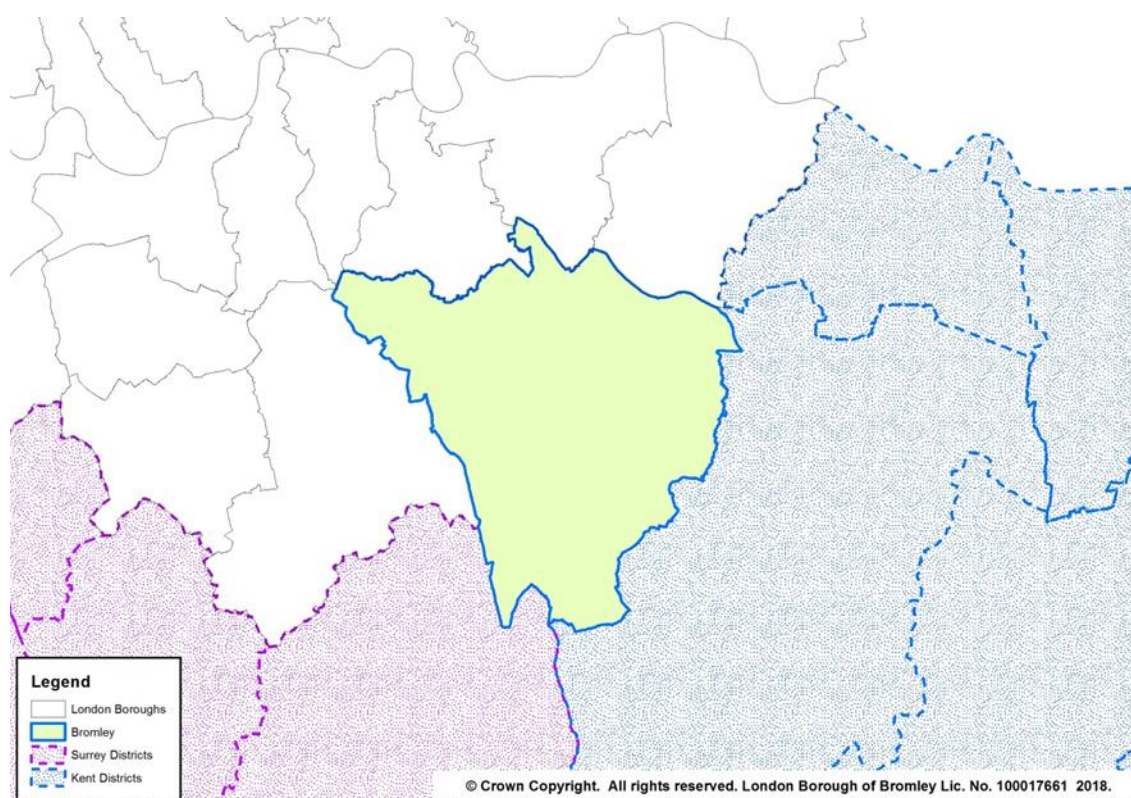 Legend
London Boroughs
Bromley
Surrey Districts
Kent Districts
© Crown Copyright. All rights reserved. London Borough of Bromley Lic. No. 100017661 2018.